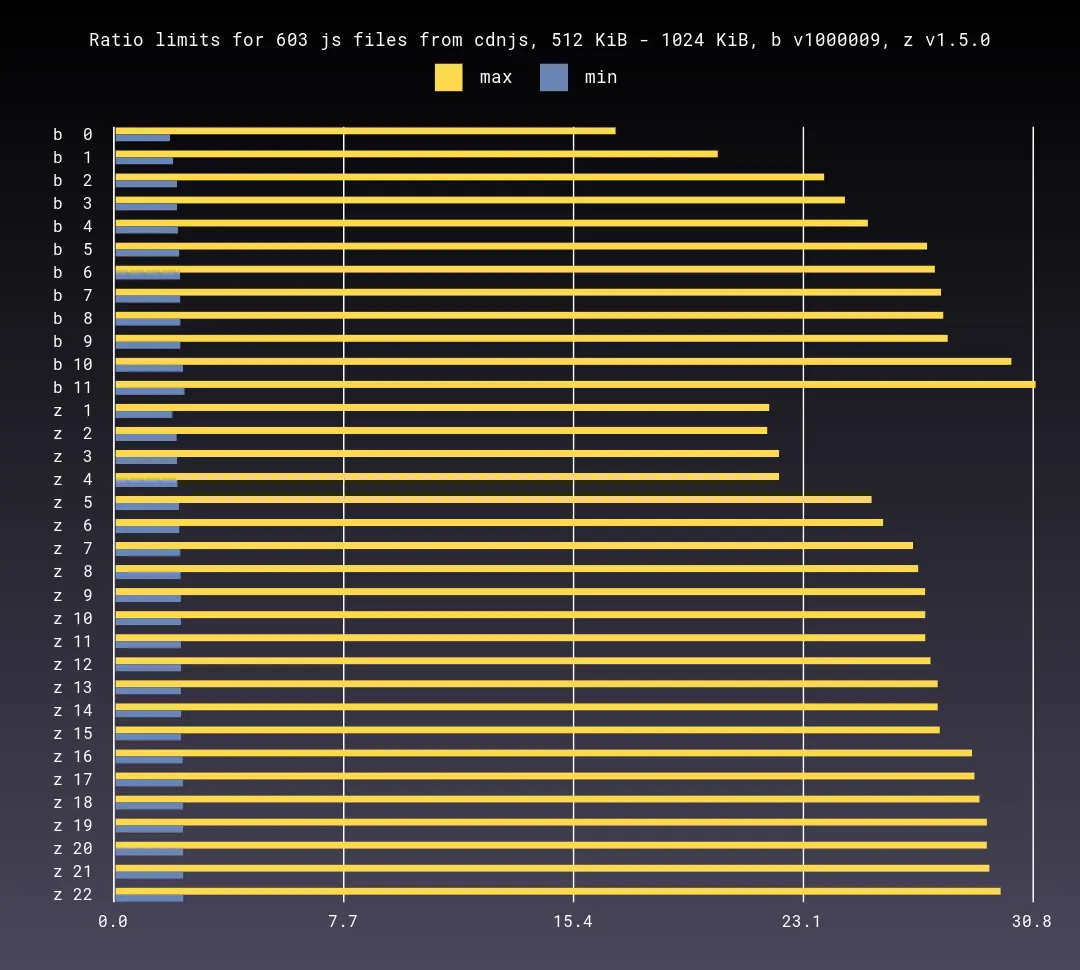 Ratio limits for 603 js files from cdnjs, 512 KiB - 1024 KiB, b v1000009, z v1.5.0
max min
b 0
b 1
b 2
b 3
b 4
b 5
b 6
b 7
b 8
b 9
b 10
b 11
z 1
z 2
z 3
z 4
z 5
z 6
z 7
z 8
z 9
z 10
z 11
z 12
z 13
z 14
z 15
z 16
z 17
z 18
z 19
z 20
z 21
z 22
0.0 7.7 15.4 23.1 30.8